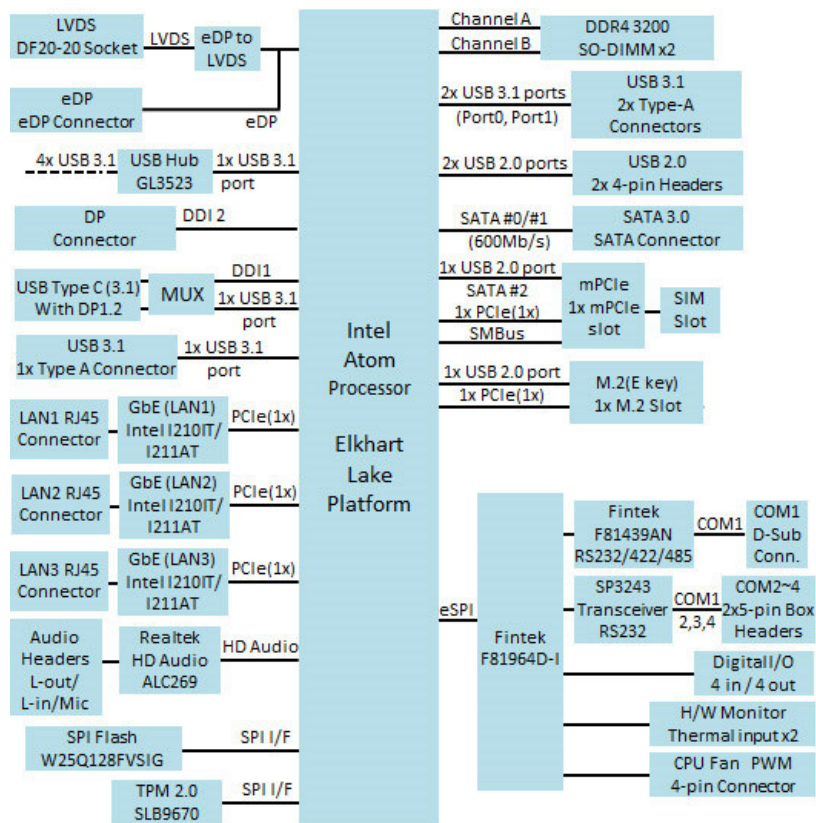 LVDS
DF20-20 Socket
LVDS
eDP to
LVDS
eDP
eDP Connector
eDP
4x USB 3.1
USB Hub
GL3523
1x USB 3.1
port
DP
Connector
DDI 2
USB Type C (3.1)
With DP1.2
MUX
DDI1
1x USB 3.1
port
USB 3.1
1x Type A Connector
1x USB 3.1
port
LAN1 RJ45
Connector
GbE (LAN1)
Intel I210IT/
I211AT
PCIe(1x)
LAN2 RJ45
Connector
GbE (LAN2)
Intel I210IT/
I211AT
PCIe(1x)
LAN3 RJ45
Connector
GbE (LAN3)
Intel I210IT/
I211AT
PCIe(1x)
Audio
Headers
L-out/
L-in/Mic
Realtek
HD Audio
ALC269
HD Audio
SPI Flash
W25Q128FVSIG
SPI I/F
TPM 2.0
SLB9670
SPI I/F
Intel
Atom
Processor
Elkhart
Lake
Platform
Channel A
Channel B
DDR4 3200
SO-DIMM x2
2x USB 3.1 ports
(Port0, Port1)
USB 3.1
2x Type-A
Connectors
2x USB 2.0 ports
USB 2.0
2x 4-pin Headers
SATA #0/#1
(600Mb/s)
SATA 3.0
SATA Connector
1x USB 2.0 port
SATA #2
1x PCIe(1x)
SMBus
mPCIe
1x mPCIe
slot
SIM
Slot
1x USB 2.0 port
1x PCIe(1x)
M.2(E key)
1x M.2 Slot
eSPI
Fintek
F81964D-I
Fintek
F81439AN
RS232/422/485
COM1
COM1
D-Sub
Conn.
SP3243
Transceiver
RS232
COM1
2,3,4
COM2~4
2x5-pin Box
Headers
Digital I/O
4 in / 4 out
H/W Monitor
Thermal input x2
CPU Fan PWM
4-pin Connector